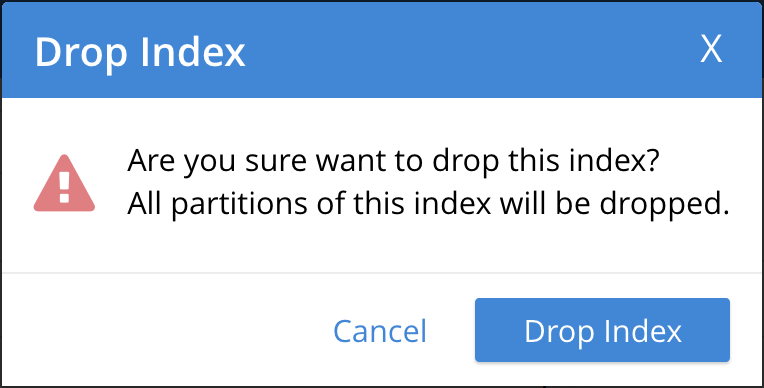 Drop Index X
Are you sure want to drop this index?
All partitions of this index will be dropped.
Cancel Drop Index